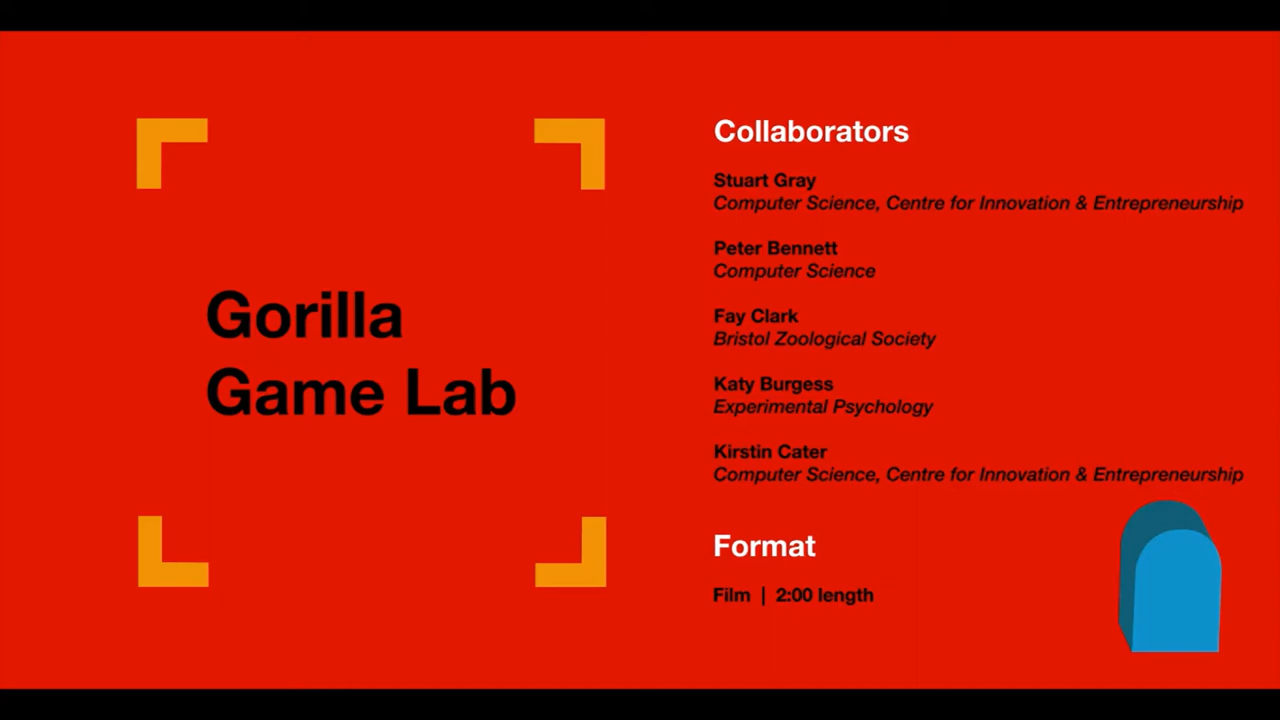 Gorilla
Game Lab
Collaborators
Stuart Gray
Computer Science, Centre for Innovation & Entrepreneurship
Peter Bennett
Computer Science
Fay Clark
Bristol Zoological Society
Katy Burgess
Experimental Psychology
Kirstin Cater
Computer Science, Centre for Innovation & Entrepreneurship
Format
Film | 2:00 length